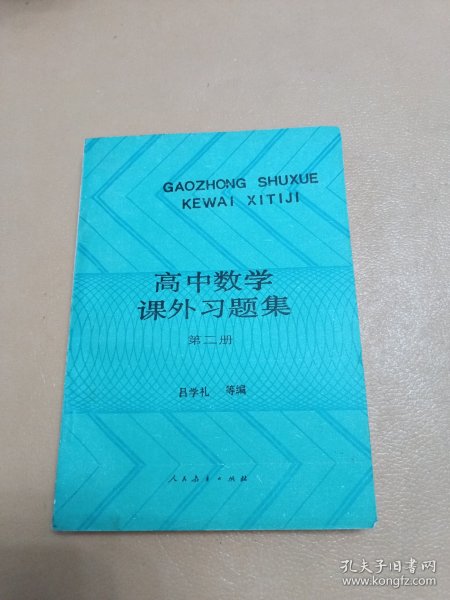 GAOZHONG SHUXUE
KEWAI XITIJI
高中数学
课外习题集
第二册
吕学礼 等编
人民教育出版社
孔夫子旧书网
www.kongfz.com